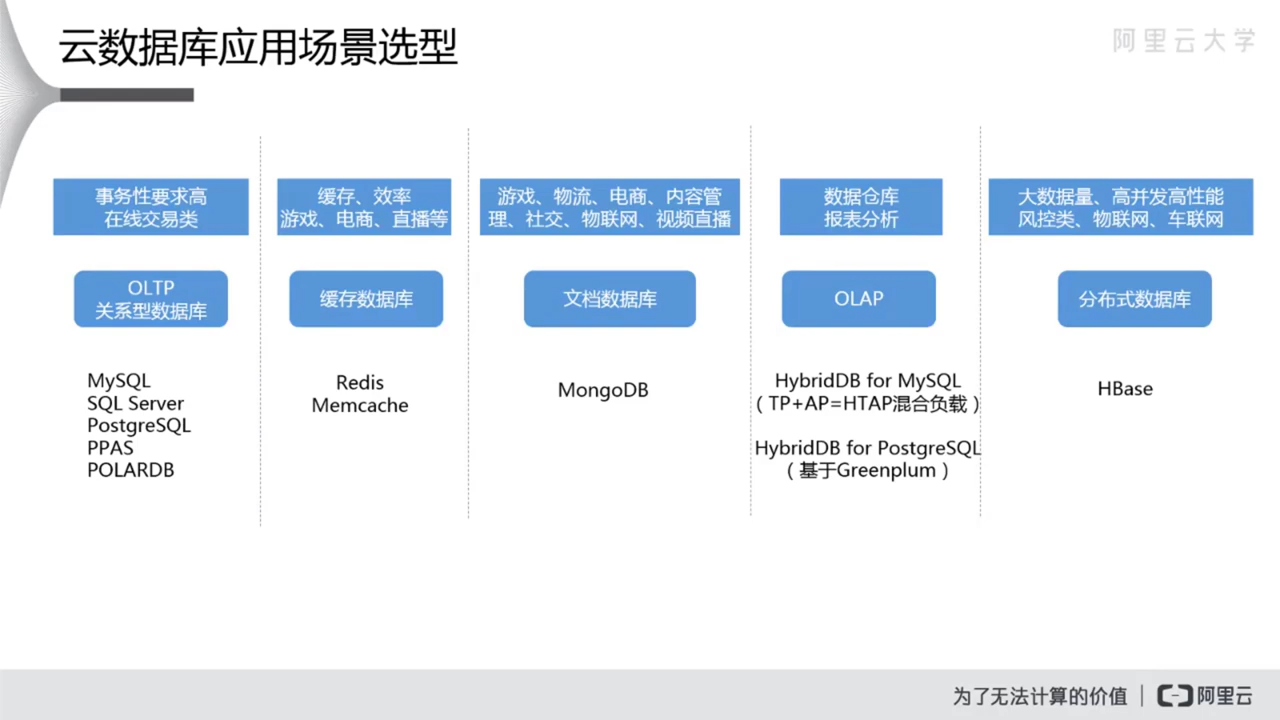 云数据库应用场景选型
阿里云大学
事务性要求高
在线交易类
OLTP
关系型数据库
MySQL
SQL Server
PostgreSQL
PPAS
POLARDB
缓存、效率
游戏、电商、直播等
缓存数据库
Redis
Memcache
游戏、物流、电商、内容管
理、社交、物联网、视频直播
文档数据库
MongoDB
数据仓库
报表分析
OLAP
HybridDB for MySQL
（TP+AP=HTAP混合负载）
HybridDB for PostgreSQL
（基于Greenplum）
大数据量、高并发高性能
风控类、物联网、车联网
分布式数据库
HBase
为了无法计算的价值 | 阿里云